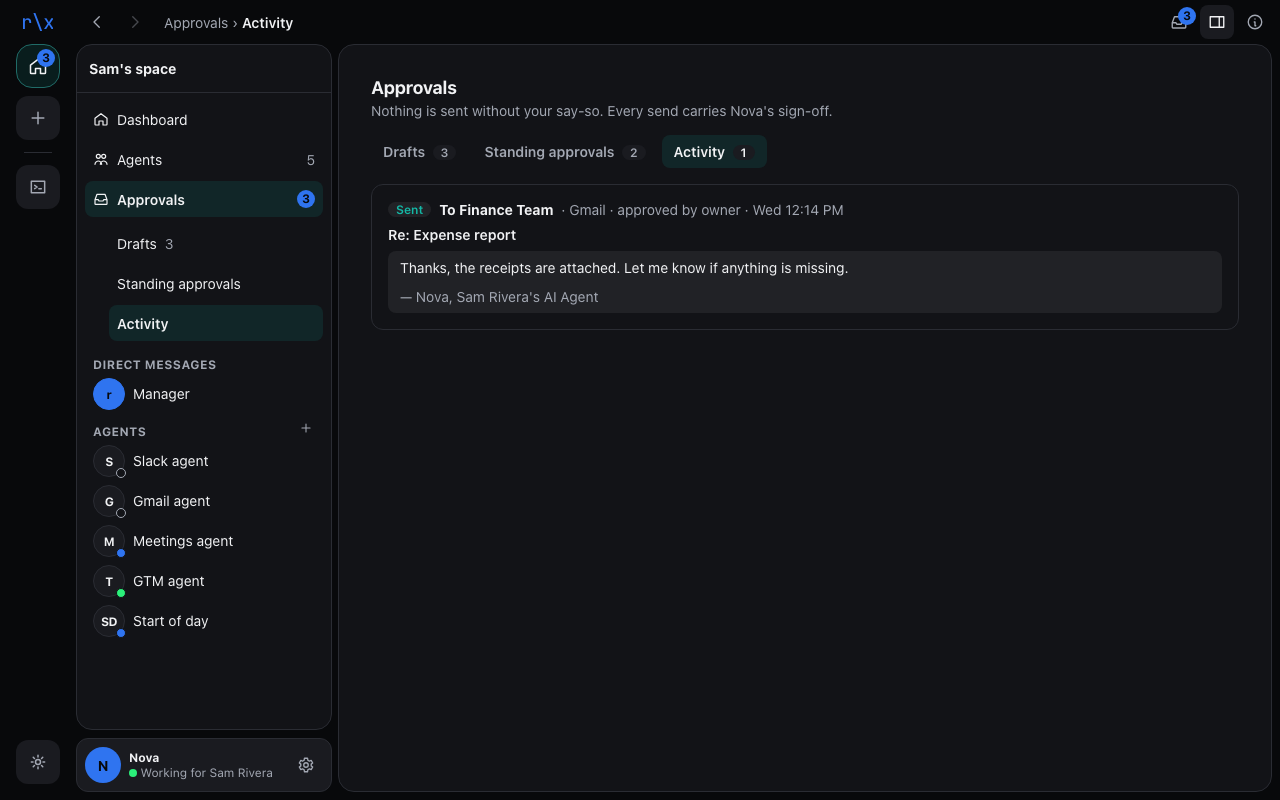 r\x
Approvals › Activity
3
3
Sam's space
Dashboard
Agents 5
Approvals 3
Drafts 3
Standing approvals
Activity
DIRECT MESSAGES
r Manager
AGENTS
S Slack agent
G Gmail agent
M Meetings agent
T GTM agent
SD Start of day
N Nova
Working for Sam Rivera
Approvals
Nothing is sent without your say-so. Every send carries Nova's sign-off.
Drafts 3 Standing approvals 2 Activity 1
Sent To Finance Team · Gmail · approved by owner · Wed 12:14 PM
Re: Expense report
Thanks, the receipts are attached. Let me know if anything is missing.
— Nova, Sam Rivera's AI Agent